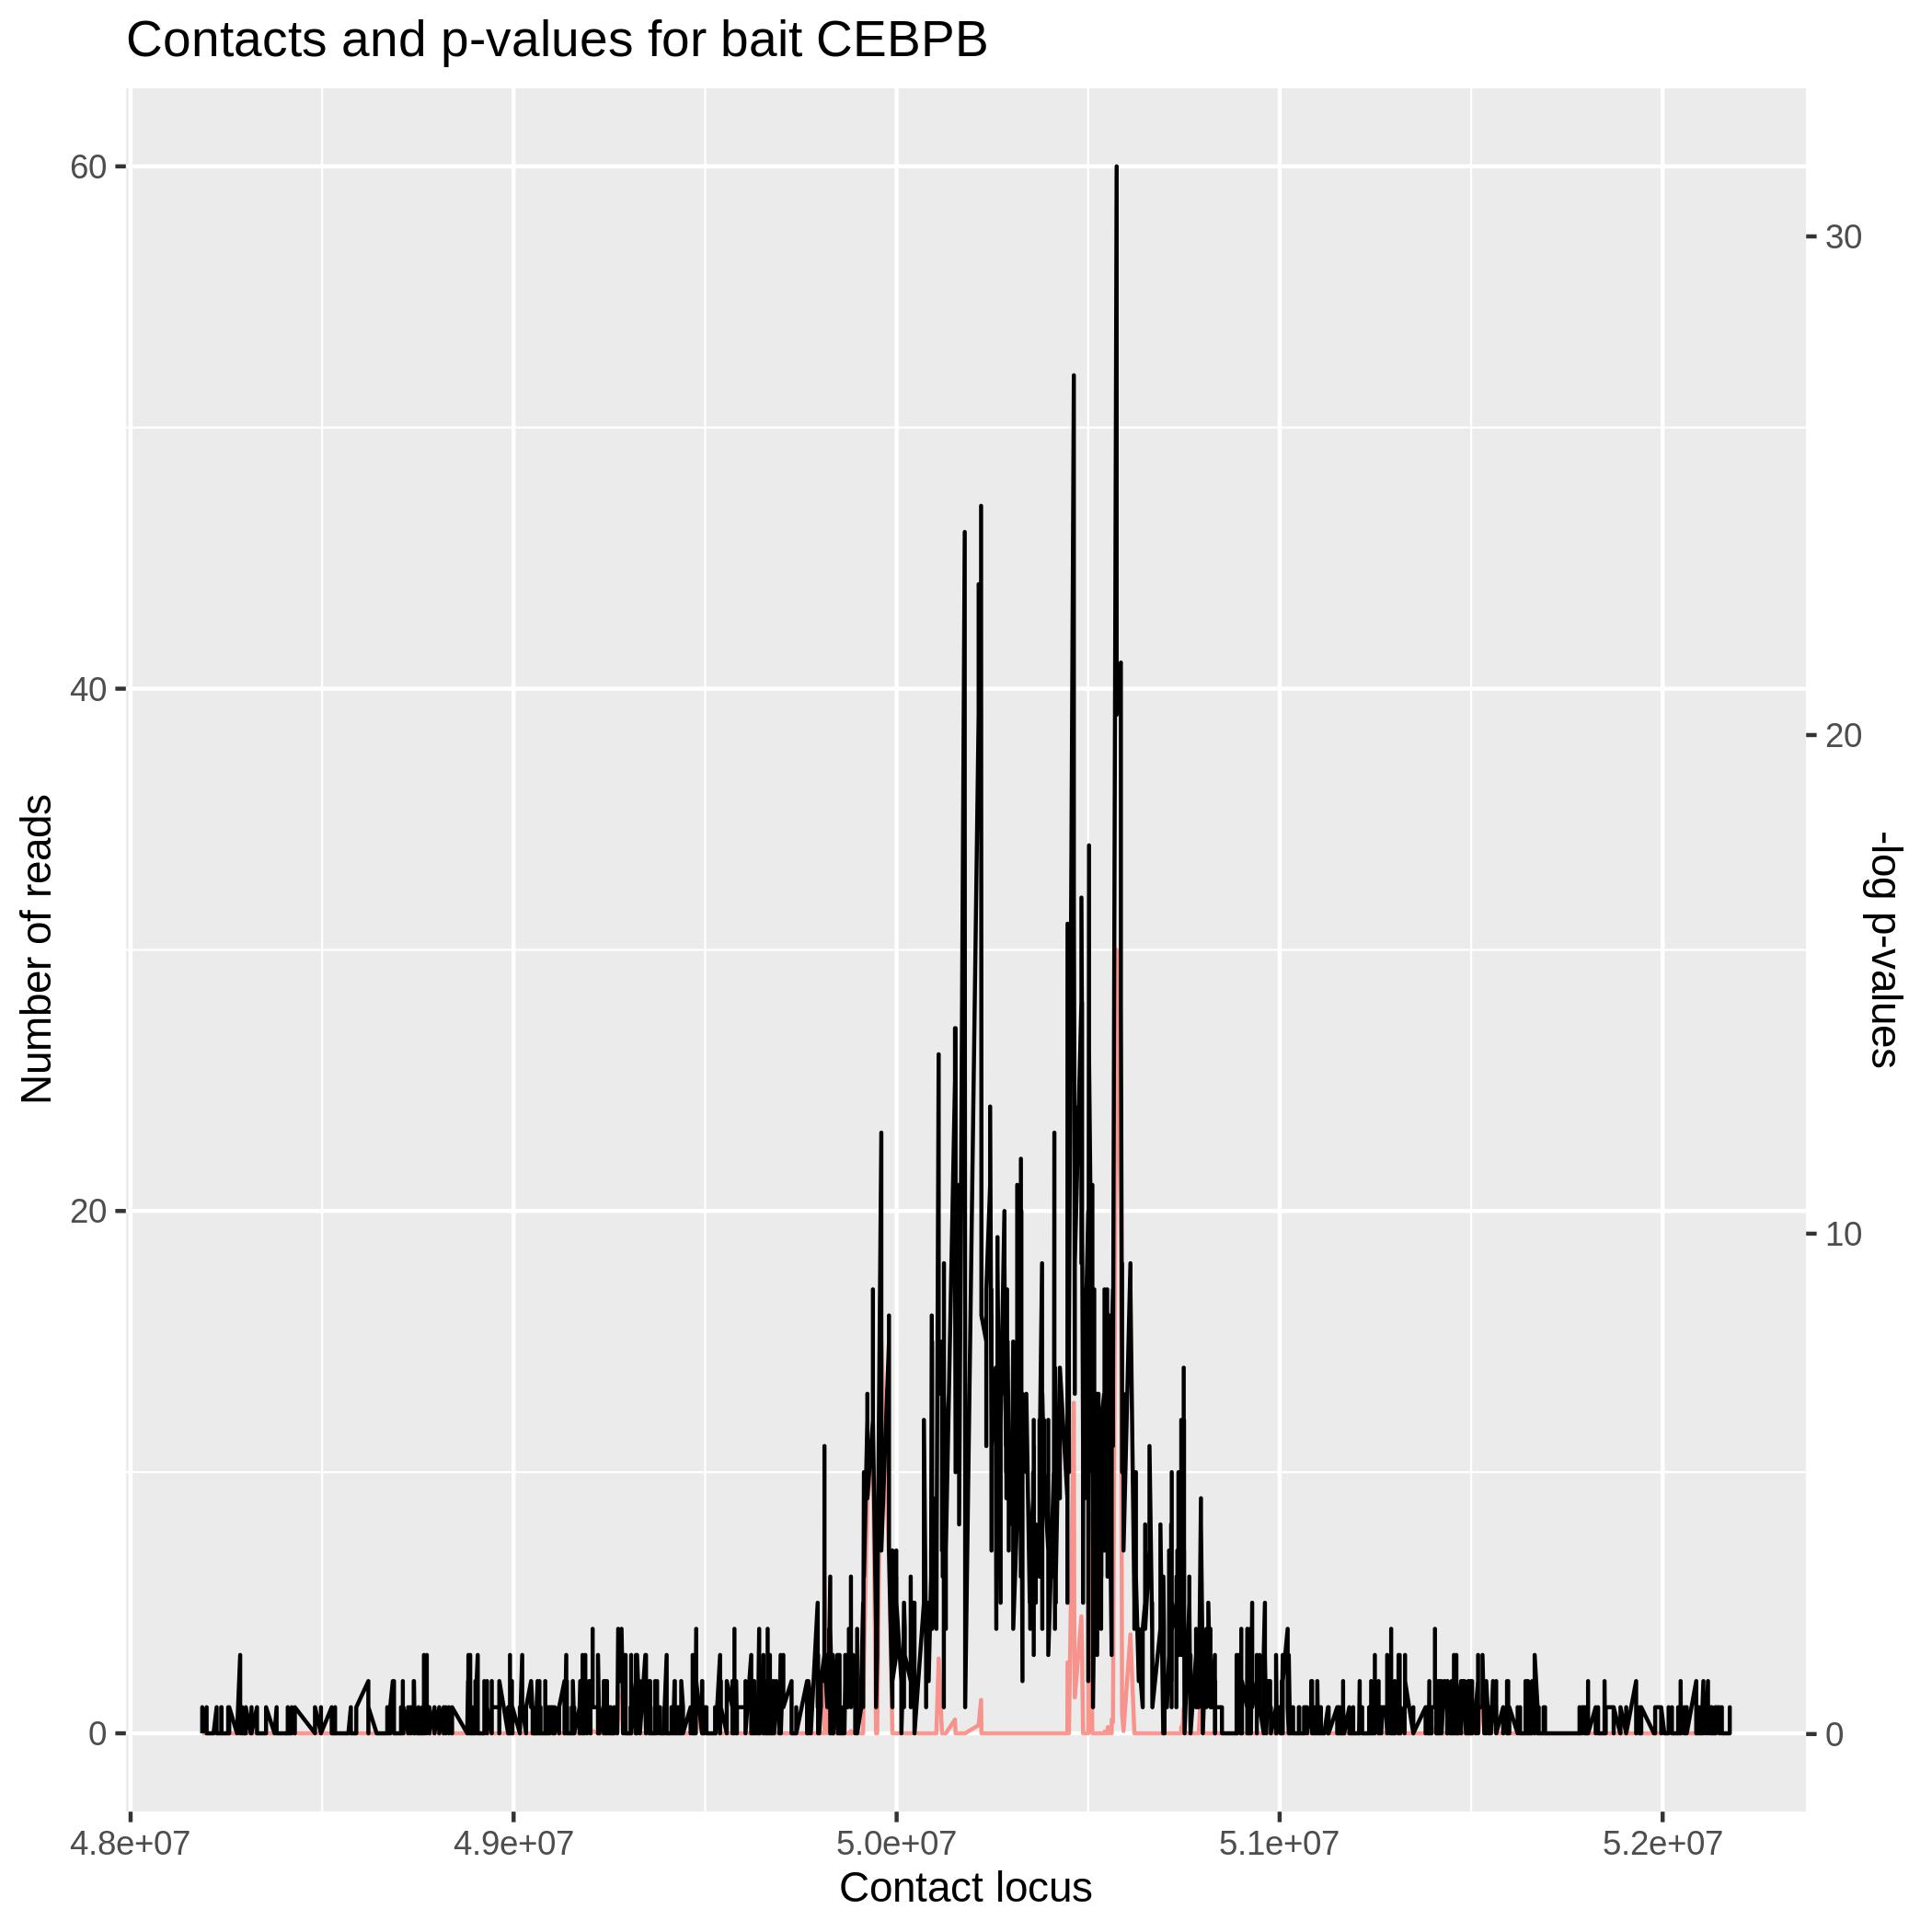 Contacts and p-values for bait CEBPB
60
40
20
0
30
20
10
0
Number of reads
-log p-values
4.8e+07 4.9e+07 5.0e+07 5.1e+07 5.2e+07
Contact locus